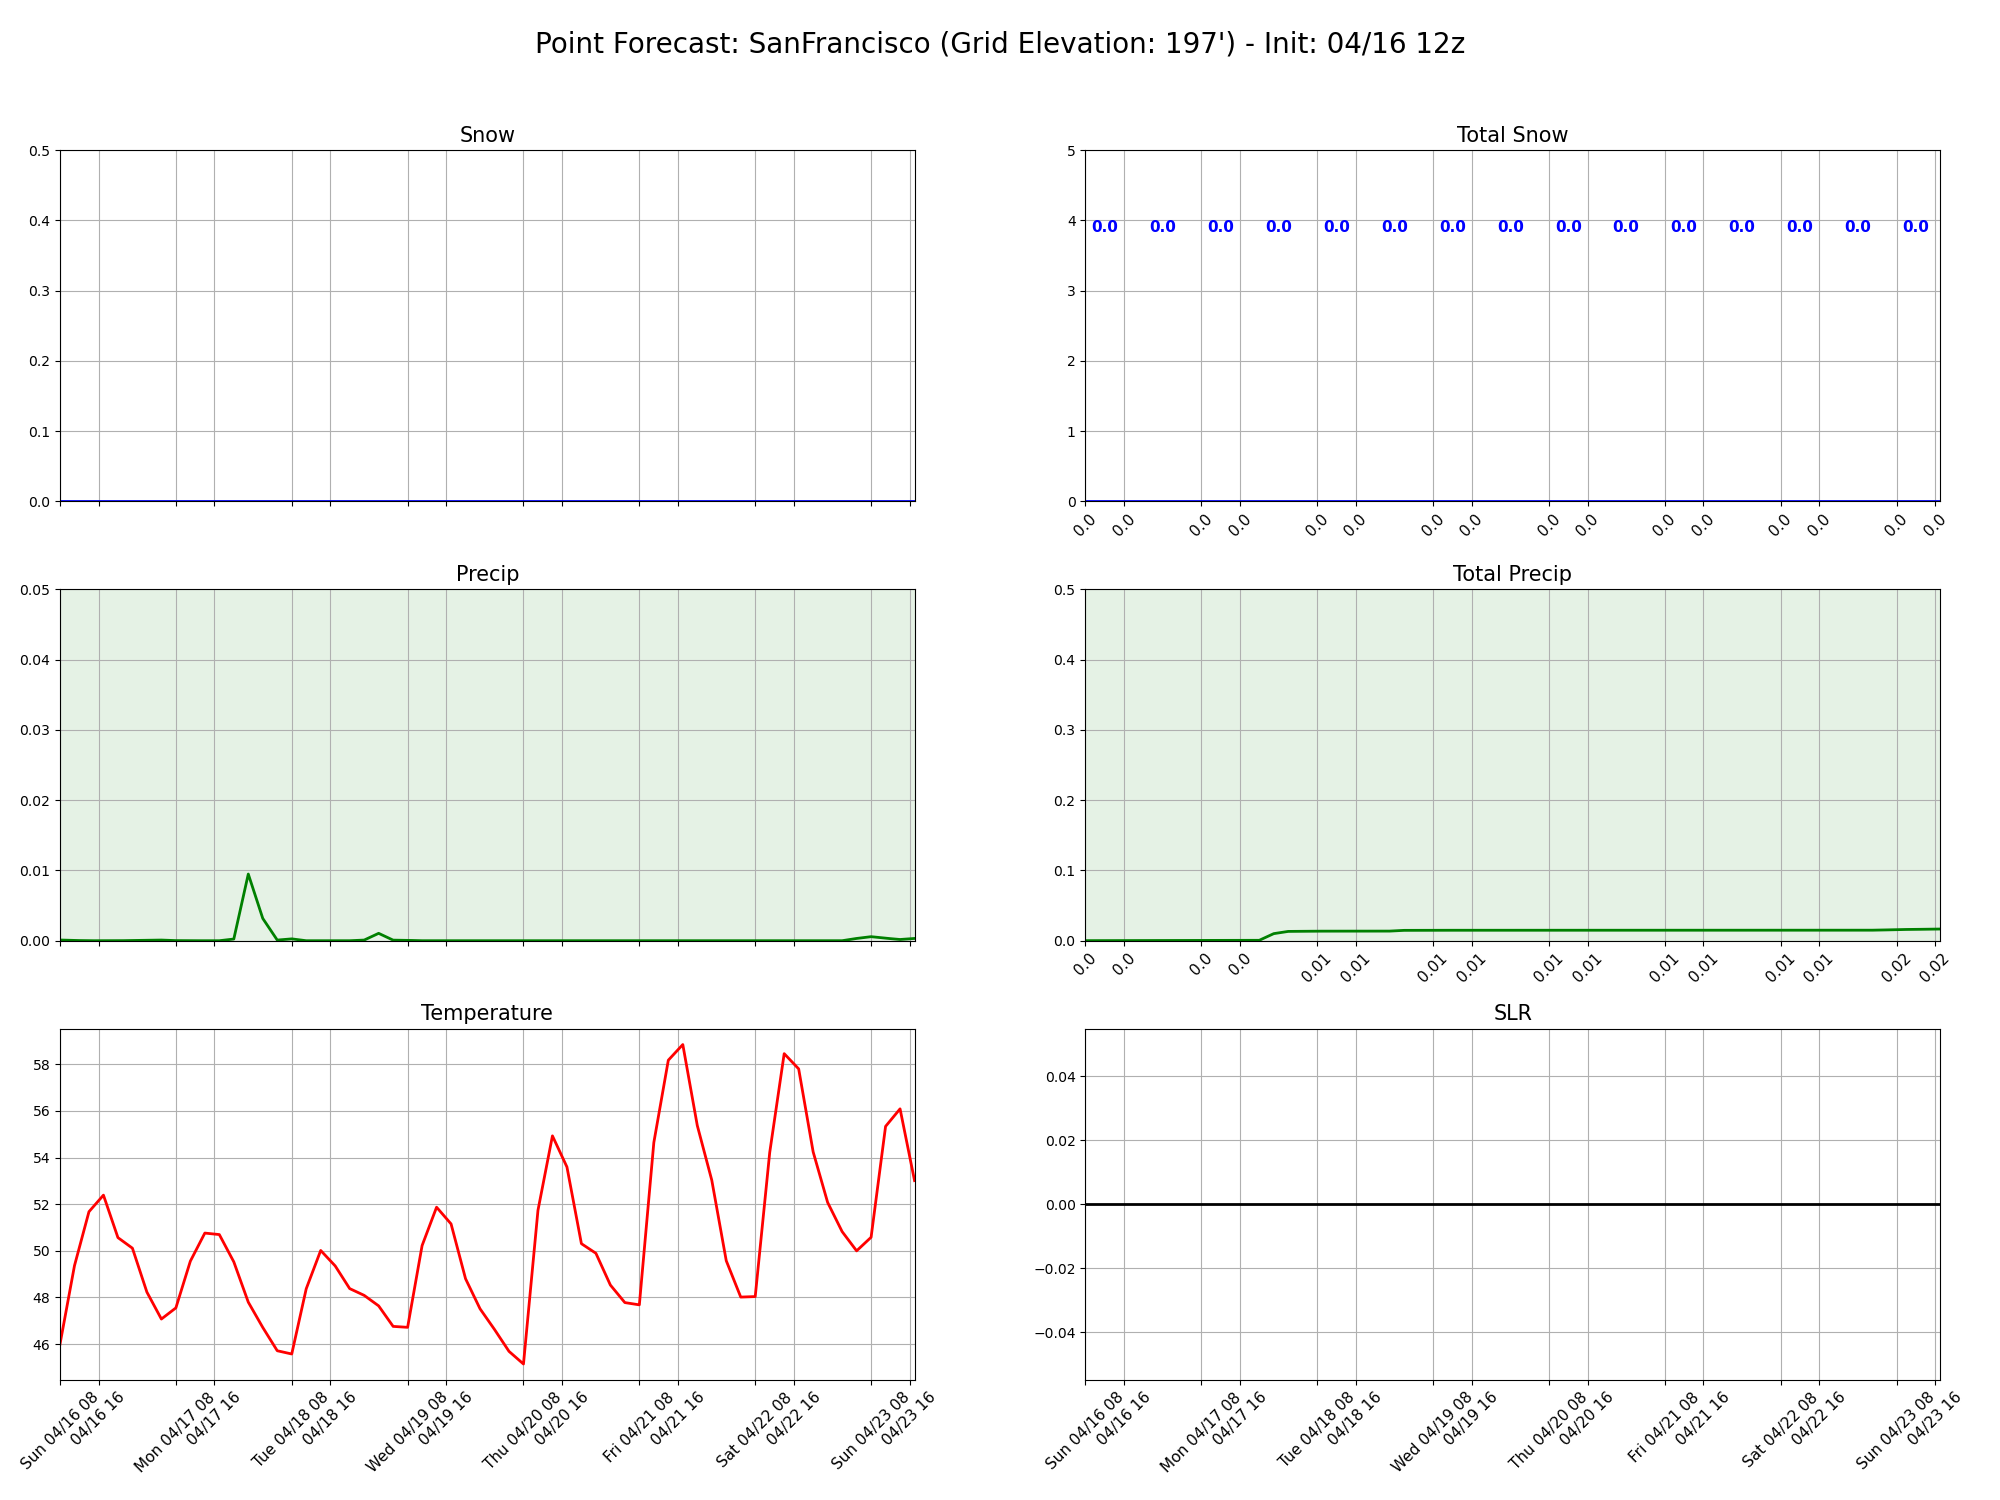 Point Forecast: SanFrancisco (Grid Elevation: 197') - Init: 04/16 12z
Snow
0.5
0.4
0.3
0.2
0.1
0.0
Total Snow
5
4
3
2
1
0
0.0 0.0 0.0 0.0 0.0 0.0 0.0 0.0 0.0 0.0 0.0 0.0 0.0 0.0 0.0
0.0 0.0 0.0 0.0 0.0 0.0 0.0 0.0 0.0 0.0 0.0 0.0 0.0 0.0 0.0 0.0
Precip
0.05
0.04
0.03
0.02
0.01
0.00
Total Precip
0.5
0.4
0.3
0.2
0.1
0.0
0.0 0.0 0.0 0.0 0.01 0.01 0.01 0.01 0.01 0.01 0.01 0.01 0.01 0.01 0.02 0.02
Temperature
58
56
54
52
50
48
46
Sun 04/16 08
04/16 16
Mon 04/17 08
04/17 16
Tue 04/18 08
04/18 16
Wed 04/19 08
04/19 16
Thu 04/20 08
04/20 16
Fri 04/21 08
04/21 16
Sat 04/22 08
04/22 16
Sun 04/23 08
04/23 16
SLR
0.04
0.02
0.00
−0.02
−0.04
Sun 04/16 08
04/16 16
Mon 04/17 08
04/17 16
Tue 04/18 08
04/18 16
Wed 04/19 08
04/19 16
Thu 04/20 08
04/20 16
Fri 04/21 08
04/21 16
Sat 04/22 08
04/22 16
Sun 04/23 08
04/23 16